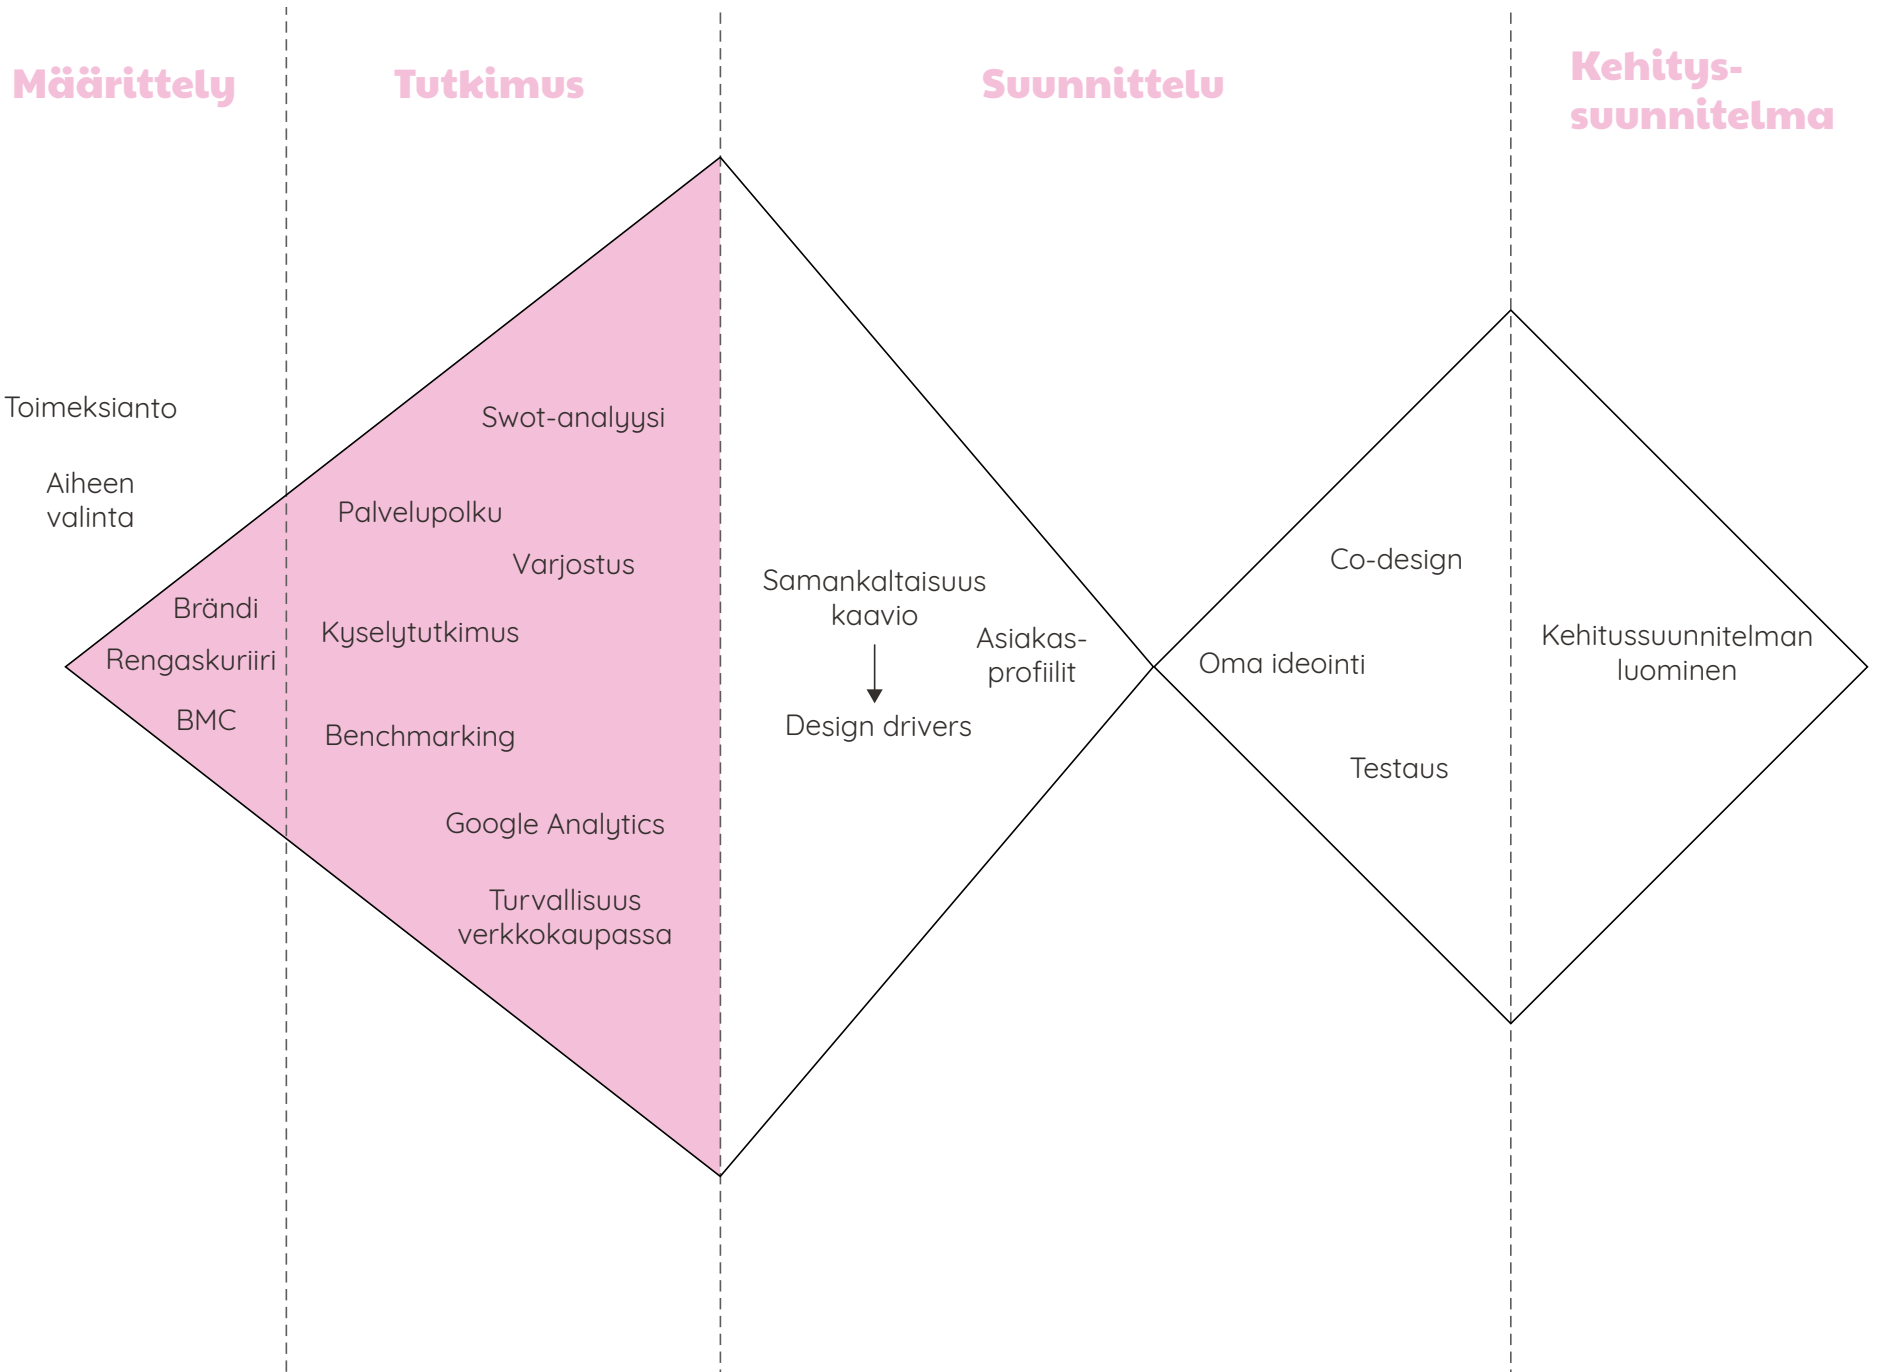 Määrittely
Tutkimus
Suunnittelu
Kehitys-
suunnitelma
Toimeksianto
Aiheen
valinta
Brändi
Rengaskuriiri
BMC
Swot-analyysi
Palvelupolku
Varjostus
Kyselytutkimus
Benchmarking
Google Analytics
Turvallisuus
verkkokaupassa
Samankaltaisuus
kaavio
Design drivers
Asiakas-
profiilit
Oma ideointi
Co-design
Testaus
Kehitussuunnitelman
luominen